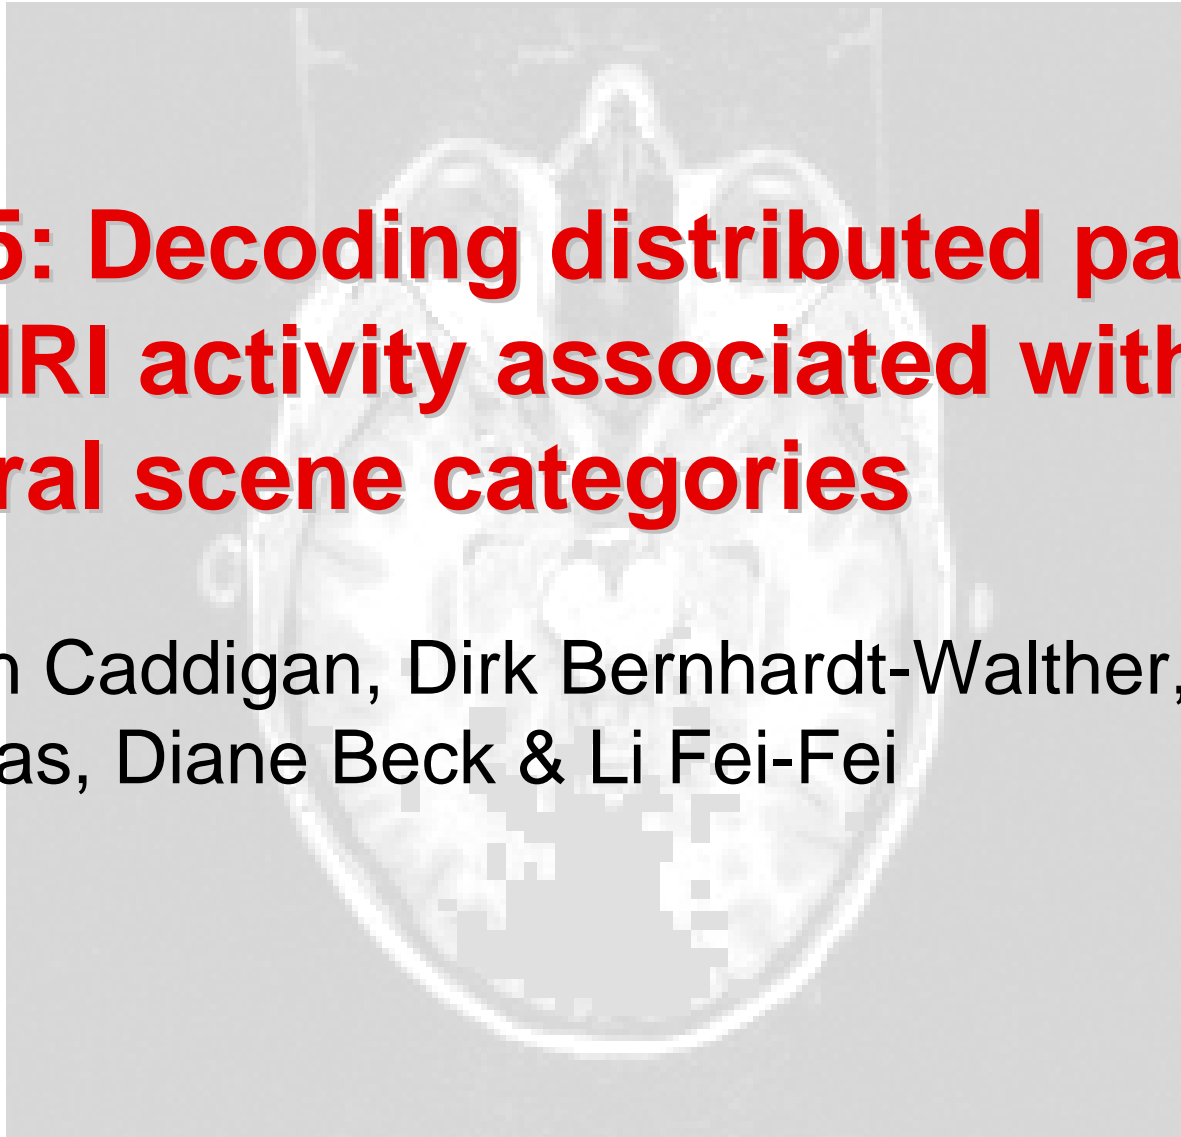 5: Decoding distributed pa
MRI activity associated with
ral scene categories
n Caddigan, Dirk Bernhardt-Walther,
as, Diane Beck & Li Fei-Fei